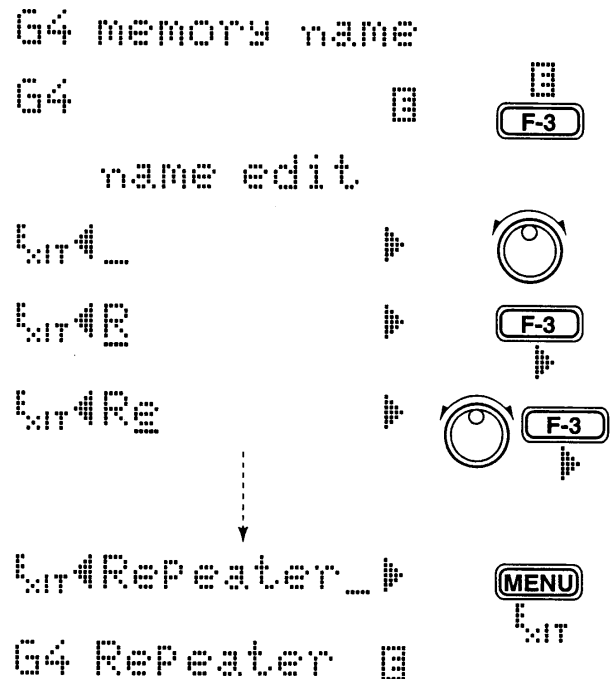 G4 memory name
G4 E
E
F-3
name edit
EXIT◀_ ▶
EXIT◀R ▶
F-3
▶
EXIT◀Re ▶
F-3
▶
EXIT◀Repeater_ ▶
MENU
EXIT
G4 Repeater E